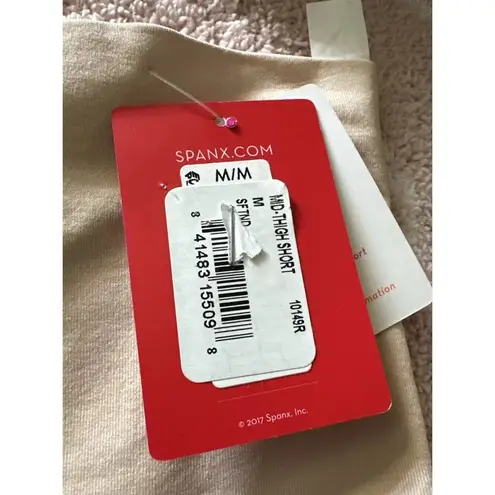 SPANX.COM
M/M
MID-THIGH SHORT
10149R
M
SFTND
8 41483 15509 8
© 2017 Spanx, Inc.